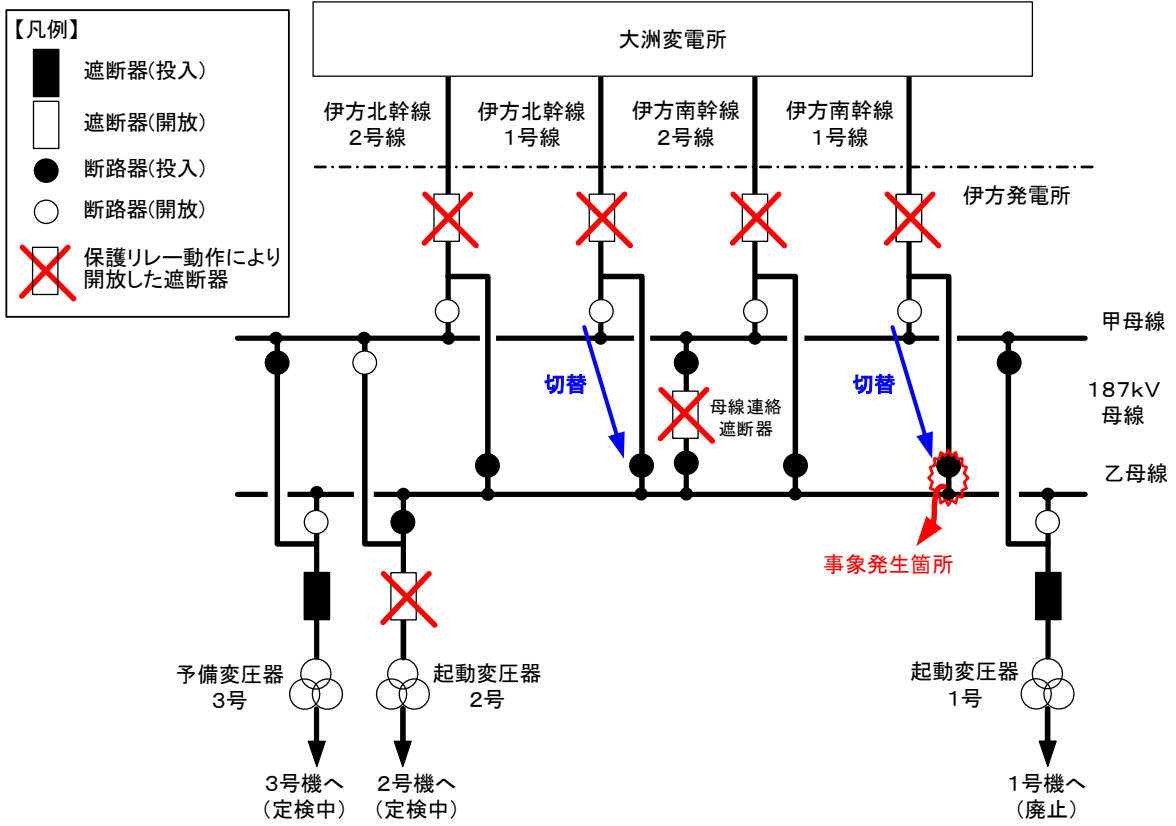 【凡例】
遮断器(投入)
遮断器(開放)
断路器(投入)
断路器(開放)
保護リレー動作により
開放した遮断器
大洲変電所
伊方北幹線
2号線
伊方北幹線
1号線
伊方南幹線
2号線
伊方南幹線
1号線
伊方発電所
甲母線
187kV
母線
乙母線
切替
切替
母線連絡
遮断器
事象発生箇所
予備変圧器
3号
起動変圧器
2号
起動変圧器
1号
3号機へ
(定検中)
2号機へ
(定検中)
1号機へ
(廃止)